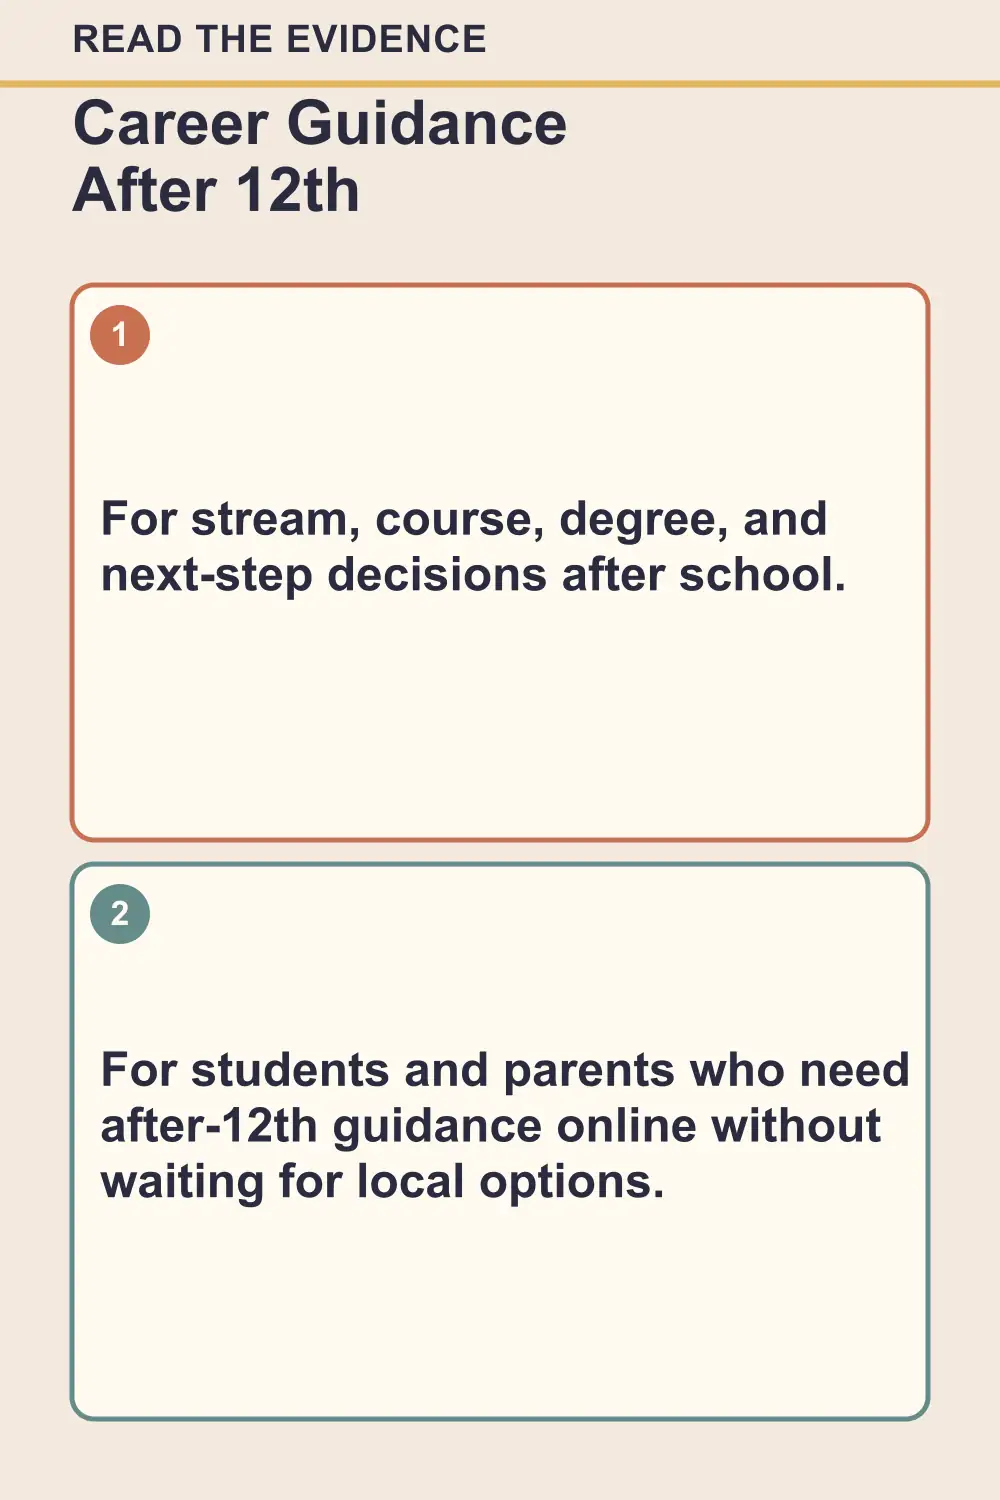 READ THE EVIDENCE
Career Guidance
After 12th
1
For stream, course, degree, and
next-step decisions after school.
2
For students and parents who need
after-12th guidance online without
waiting for local options.